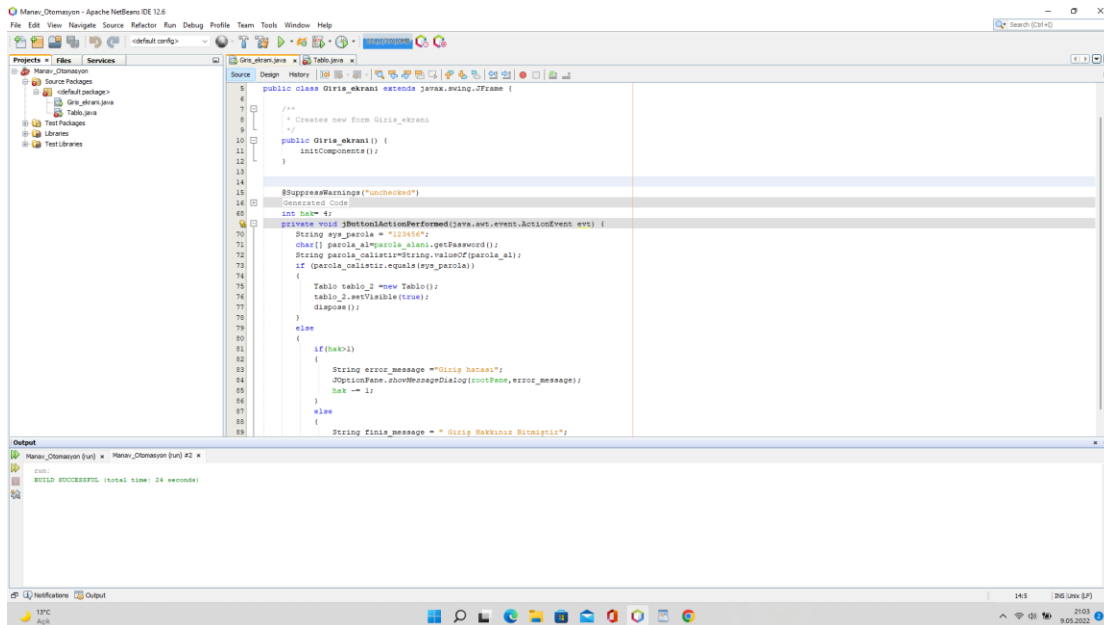 Manav_Otomasyon - Apache NetBeans IDE 12.6
File Edit View Navigate Source Refactor Run Debug Profile Team Tools Window Help
Search (Ctrl+I)
<default config>
Projects Files Services
Giris_ekrani.java Tablo.java
Manav_Otomasyon
Source Packages
<default package>
Giris_ekrani.java
Tablo.java
Test Packages
Libraries
Test Libraries
Source Design History
5 public class Giris_ekrani extends javax.swing.JFrame {
6
7 /**
8 * Creates new form Giris_ekrani
9 */
10 public Giris_ekrani() {
11 initComponents();
12 }
13
14
15 @SuppressWarnings("unchecked")
16 Generated Code
68 int hak= 4;
private void jButton1ActionPerformed(java.awt.event.ActionEvent evt) {
70 String sys_parola = "123456";
71 char[] parola_al=parola_alani.getPassword();
72 String parola_calistir=String.valueOf(parola_al);
73 if (parola_calistir.equals(sys_parola))
74 {
75 Tablo tablo_2 =new Tablo();
76 tablo_2.setVisible(true);
77 dispose();
78 }
79 else
80 {
81 if(hak>1)
82 {
83 String error_message ="Giriş hatası";
84 JOptionPane.showMessageDialog(rootPane,error_message);
85 hak -= 1;
86 }
87 else
88 {
89 String finis_message = " Giriş Hakkınız Bitmiştir";
Output
Manav_Otomasyon (run) Manav_Otomasyon (run) #2
run:
BUILD SUCCESSFUL (total time: 24 seconds)
Notifications Output
14:5 INS Unix (LF)
13°C
Açık
21:03
9.05.2022
2